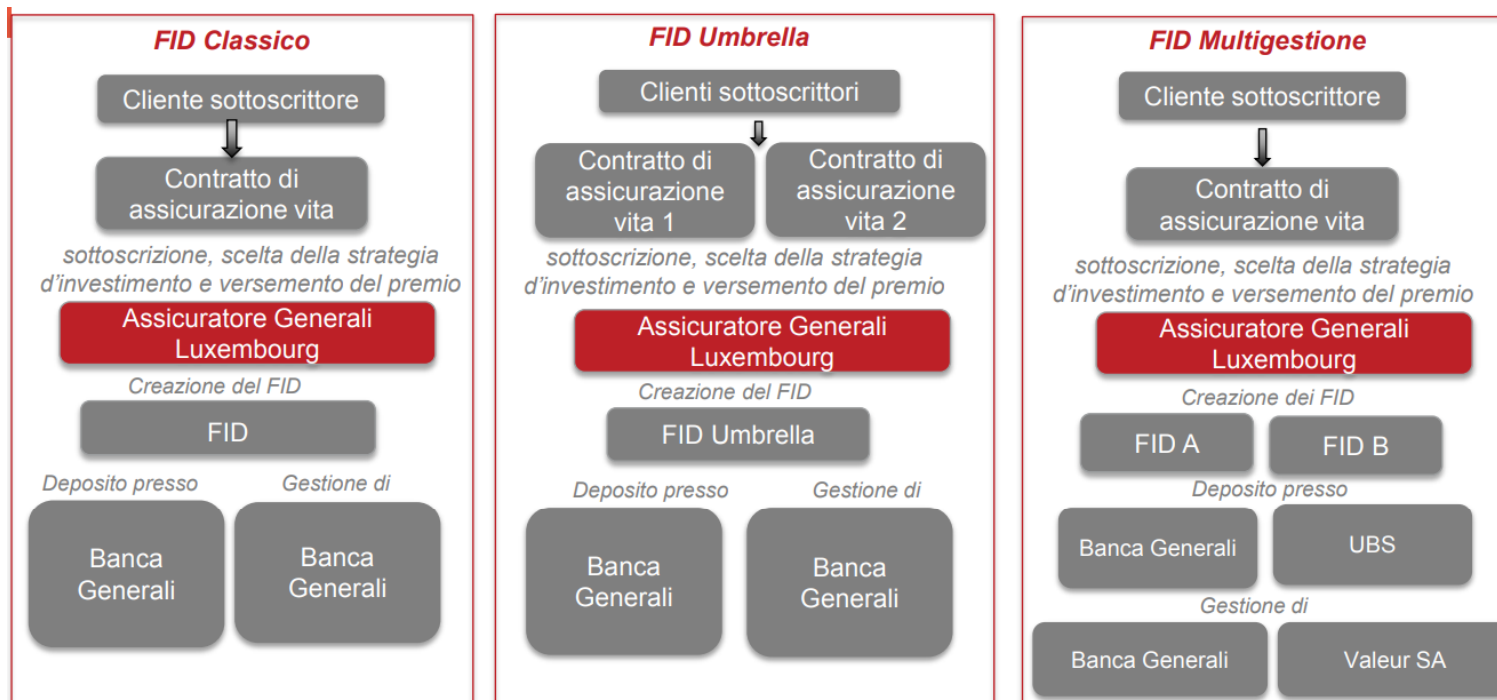 FID Classico
Cliente sottoscrittore
Contratto di
assicurazione vita
sottoscrizione, scelta della strategia
d'investimento e versemento del premio
Assicuratore Generali
Luxembourg
Creazione del FID
FID
Deposito presso
Gestione di
Banca
Generali
Banca
Generali
FID Umbrella
Clienti sottoscrittori
Contratto di
assicurazione
vita 1
Contratto di
assicurazione
vita 2
sottoscrizione, scelta della strategia
d'investimento e versemento del premio
Assicuratore Generali
Luxembourg
Creazione del FID
FID Umbrella
Deposito presso
Gestione di
Banca
Generali
Banca
Generali
FID Multigestione
Cliente sottoscrittore
Contratto di
assicurazione vita
sottoscrizione, scelta della strategia
d'investimento e versemento del premio
Assicuratore Generali
Luxembourg
Creazione dei FID
FID A
FID B
Deposito presso
Banca Generali
UBS
Gestione di
Banca Generali
Valeur SA